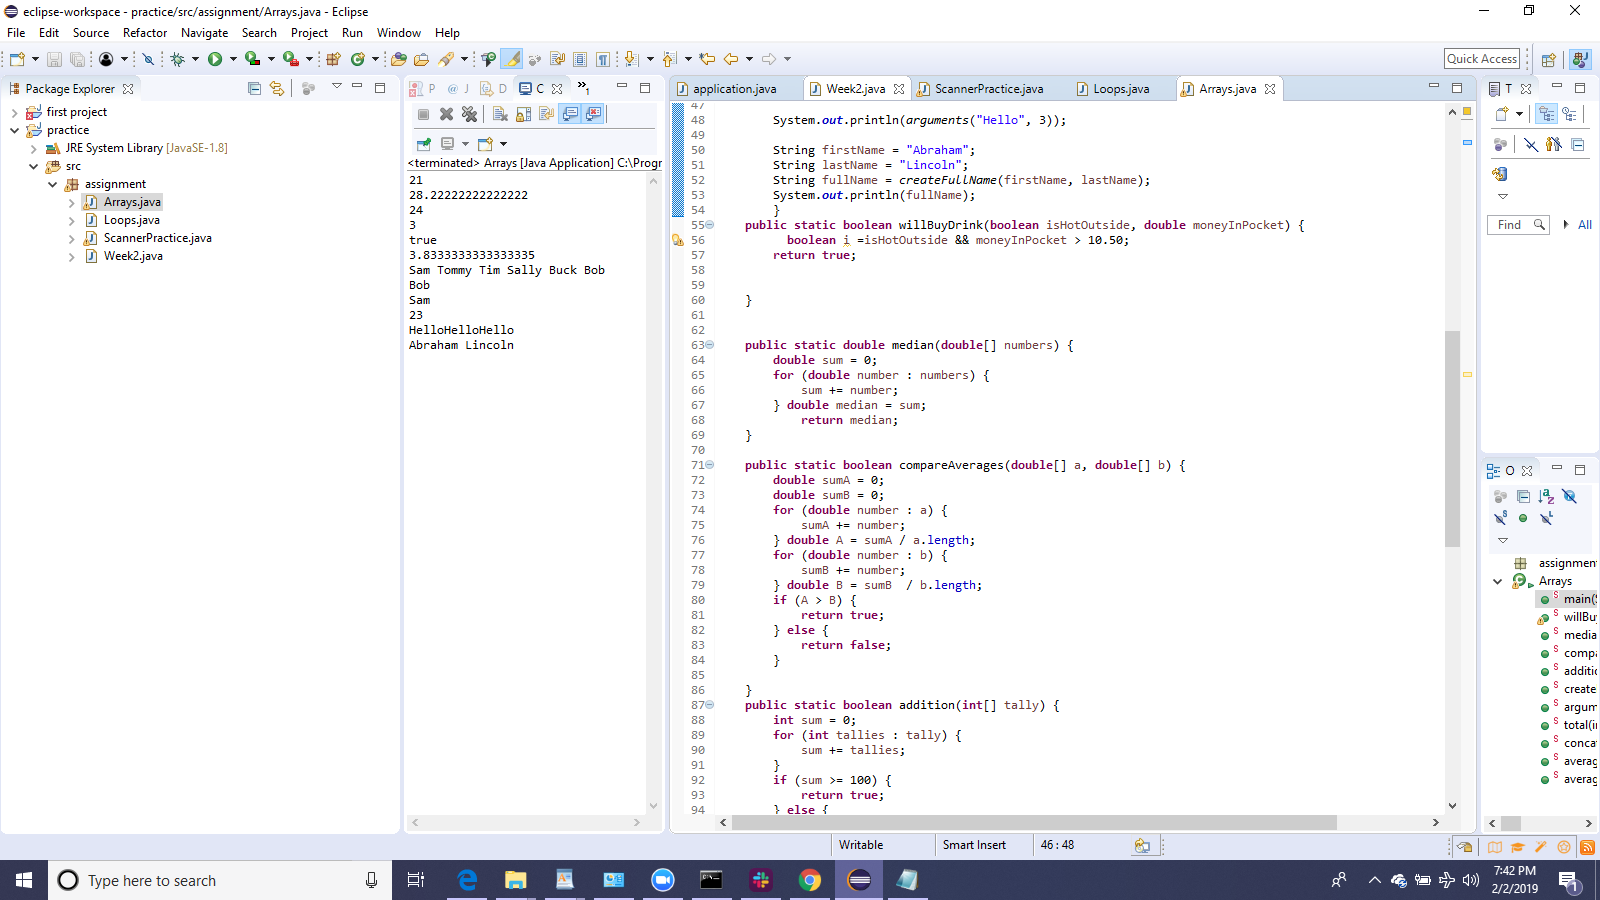 eclipse-workspace - practice/src/assignment/Arrays.java - Eclipse
File Edit Source Refactor Navigate Search Project Run Window Help
Quick Access
Package Explorer
P @ J D C »1
application.java Week2.java ScannerPractice.java Loops.java Arrays.java
T
first project
practice
JRE System Library [JavaSE-1.8]
src
assignment
Arrays.java
Loops.java
ScannerPractice.java
Week2.java
<terminated> Arrays [Java Application] C:\Progr
21
28.22222222222222
24
3
true
3.8333333333333335
Sam Tommy Tim Sally Buck Bob
Bob
Sam
23
HelloHelloHello
Abraham Lincoln
47
48 System.out.println(arguments("Hello", 3));
49
50 String firstName = "Abraham";
51 String lastName = "Lincoln";
52 String fullName = createFullName(firstName, lastName);
53 System.out.println(fullName);
54 }
55 public static boolean willBuyDrink(boolean isHotOutside, double moneyInPocket) {
56 boolean i =isHotOutside && moneyInPocket > 10.50;
57 return true;
58
59
60 }
61
62
63 public static double median(double[] numbers) {
64 double sum = 0;
65 for (double number : numbers) {
66 sum += number;
67 } double median = sum;
68 return median;
69 }
70
71 public static boolean compareAverages(double[] a, double[] b) {
72 double sumA = 0;
73 double sumB = 0;
74 for (double number : a) {
75 sumA += number;
76 } double A = sumA / a.length;
77 for (double number : b) {
78 sumB += number;
79 } double B = sumB  / b.length;
80 if (A > B) {
81 return true;
82 } else {
83 return false;
84 }
85
86 }
87 public static boolean addition(int[] tally) {
88 int sum = 0;
89 for (int tallies : tally) {
90 sum += tallies;
91 }
92 if (sum >= 100) {
93 return true;
94 } else {
Find All
O
assignment
Arrays
main(S
willBu
media
compa
additic
create
argum
total(i
conca
averag
averag
Writable Smart Insert 46 : 48
Type here to search
7:42 PM
2/2/2019
1